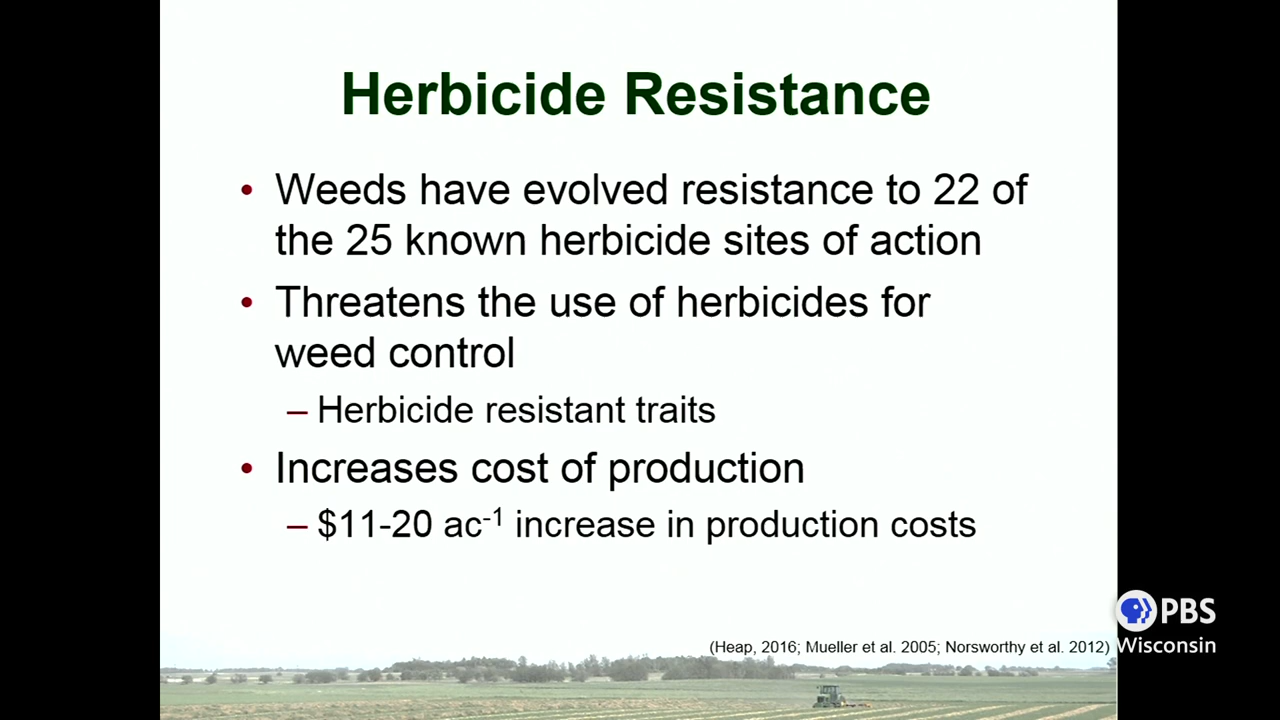 Herbicide Resistance
• Weeds have evolved resistance to 22 of
the 25 known herbicide sites of action
• Threatens the use of herbicides for
weed control
– Herbicide resistant traits
• Increases cost of production
– $11-20 ac⁻¹ increase in production costs
(Heap, 2016; Mueller et al. 2005; Norsworthy et al. 2012)
PBS
Wisconsin